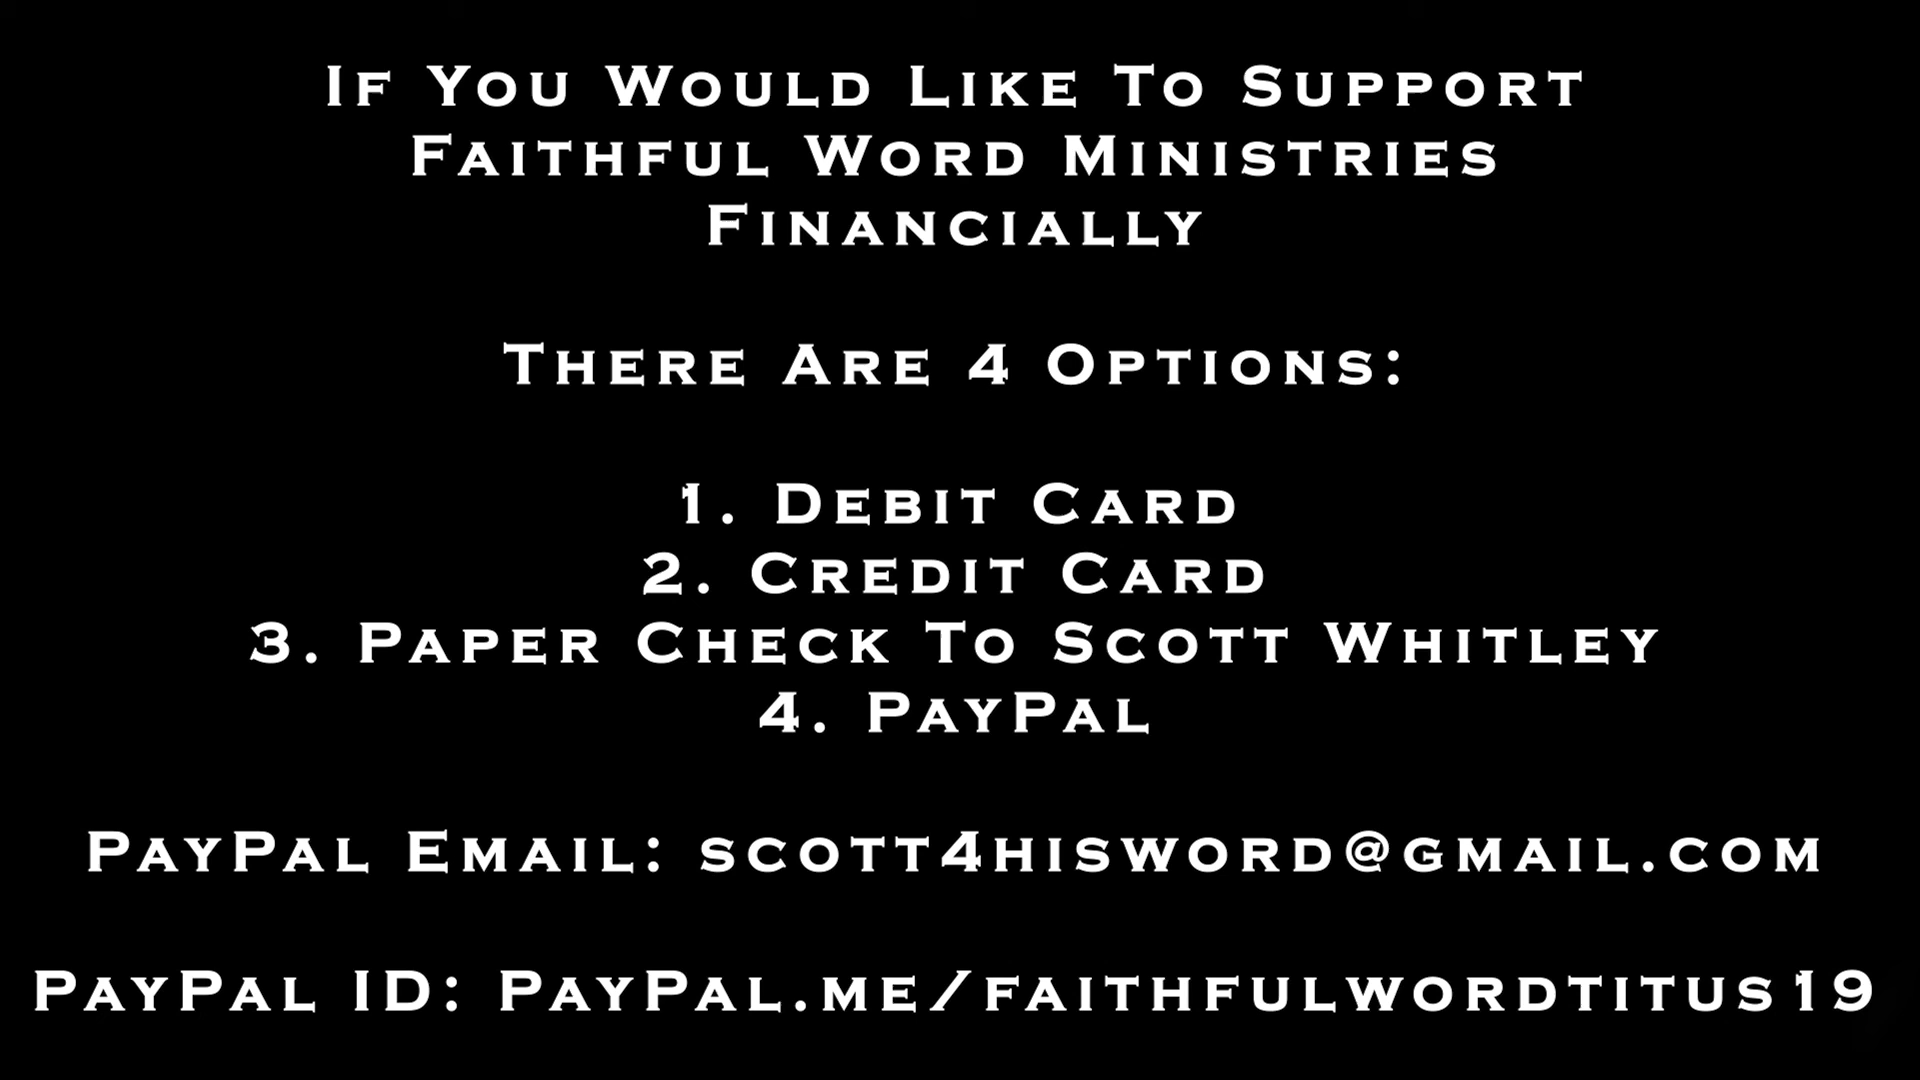 If You Would Like To Support
Faithful Word Ministries
Financially
There Are 4 Options:
1. Debit Card
2. Credit Card
3. Paper Check To Scott Whitley
4. PayPal
PayPal Email: scott4hisword@gmail.com
PayPal ID: PayPal.me/faithfulwordtitus19